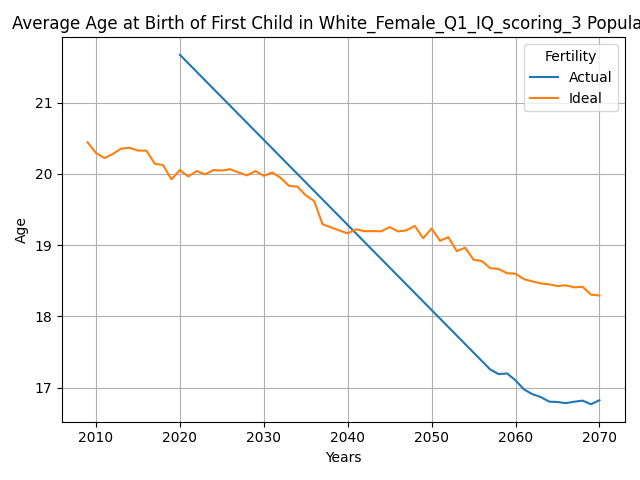 Average Age at Birth of First Child in White_Female_Q1_IQ_scoring_3 Popula
Fertility
Actual
Ideal
21
20
19
18
17
Age
2010 2020 2030 2040 2050 2060 2070
Years